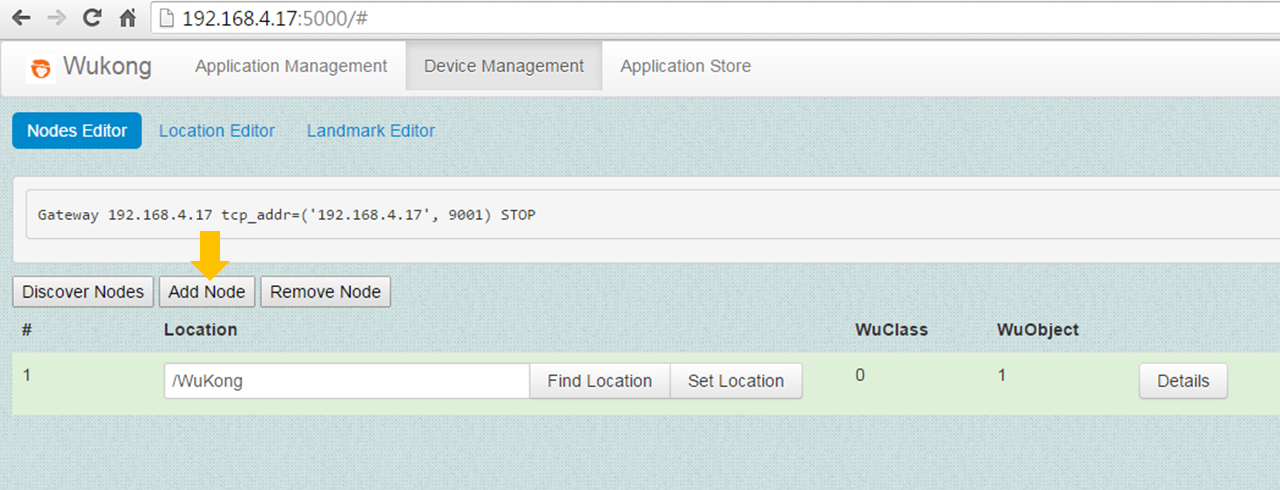 192.168.4.17:5000/#
Wukong Application Management Device Management Application Store
Nodes Editor Location Editor Landmark Editor
Gateway 192.168.4.17 tcp_addr=('192.168.4.17', 9001) STOP
Discover Nodes Add Node Remove Node
# Location WuClass WuObject
1 /WuKong Find Location Set Location 0 1 Details